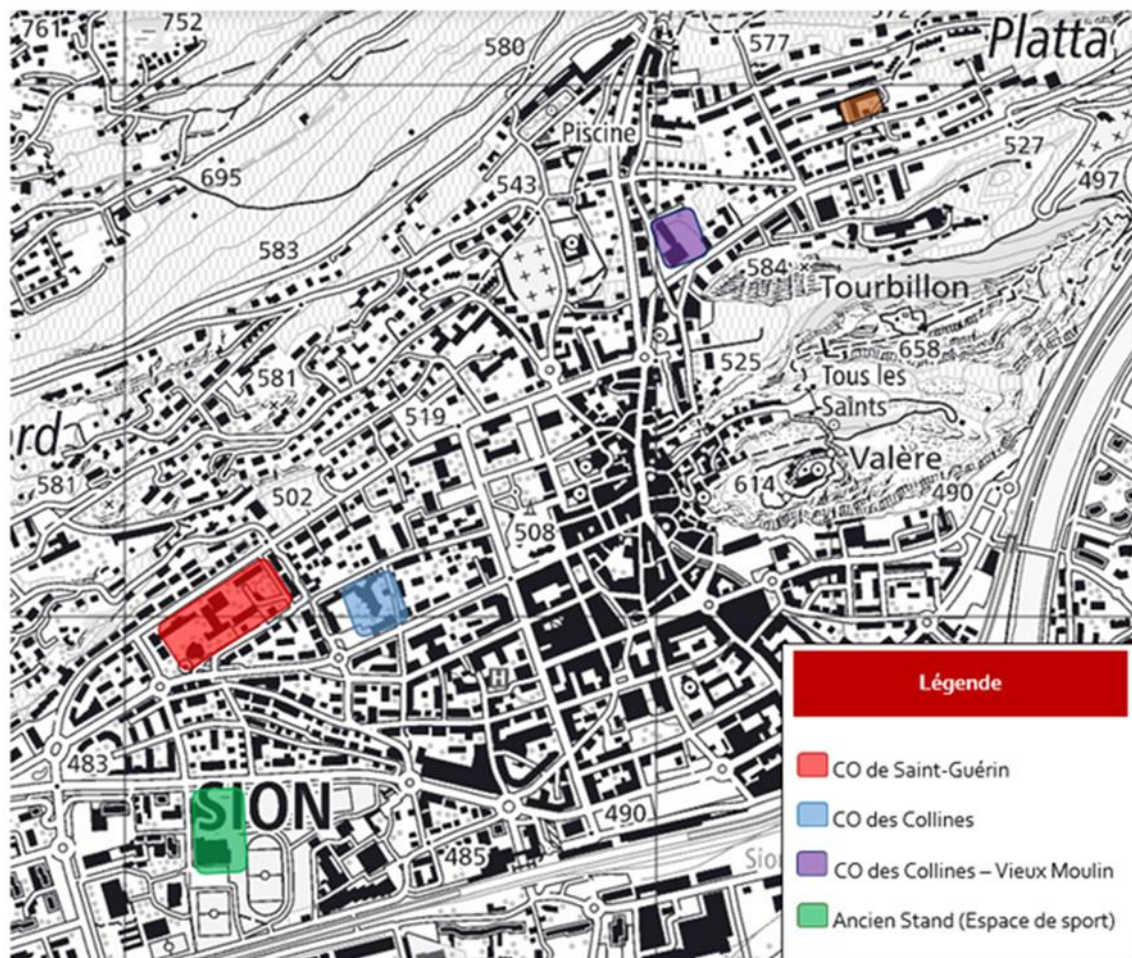 761
752
580
572
577
Platta
Piscine
527
695
543
497
583
584
Tourbillon
658
525
581
Tous les
Saints
519
rd
Valère
581
614
490
502
508
H
483
SION
490
485
Sion
Légende
CO de Saint-Guérin
CO des Collines
CO des Collines – Vieux Moulin
Ancien Stand (Espace de sport)